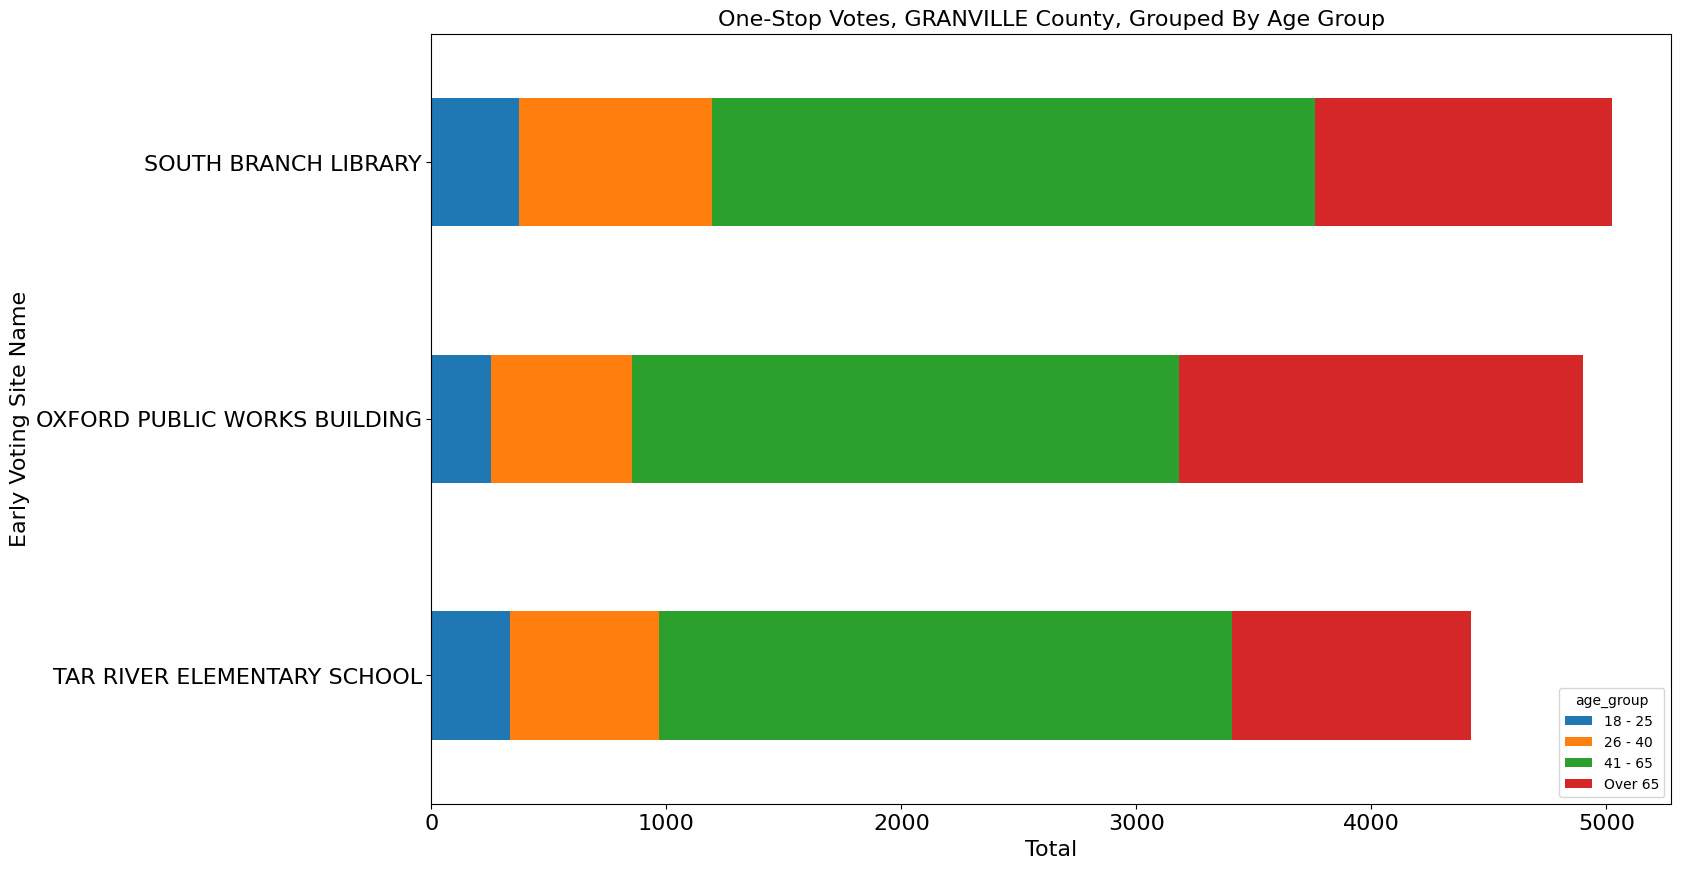 One-Stop Votes, GRANVILLE County, Grouped By Age Group
Early Voting Site Name
SOUTH BRANCH LIBRARY
OXFORD PUBLIC WORKS BUILDING
TAR RIVER ELEMENTARY SCHOOL
age_group
18 - 25
26 - 40
41 - 65
Over 65
0 1000 2000 3000 4000 5000
Total